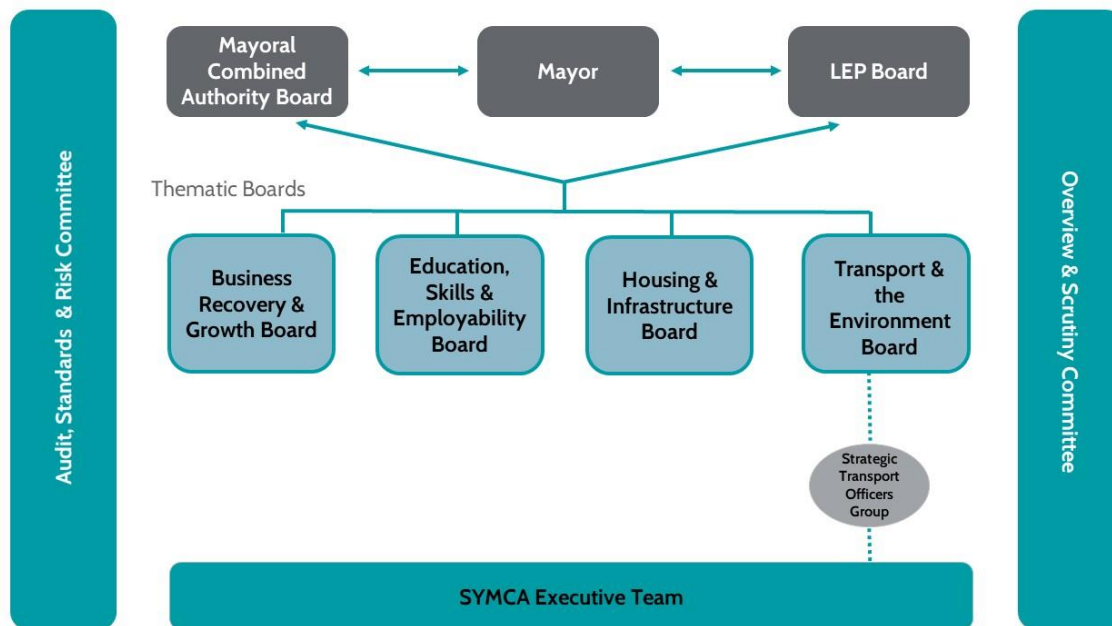 Audit, Standards & Risk Committee
Mayoral
Combined
Authority Board
Mayor
LEP Board
Thematic Boards
Business
Recovery &
Growth Board
Education,
Skills &
Employability
Board
Housing &
Infrastructure
Board
Transport &
the
Environment
Board
Strategic
Transport
Officers
Group
SYMCA Executive Team
Overview & Scrutiny Committee